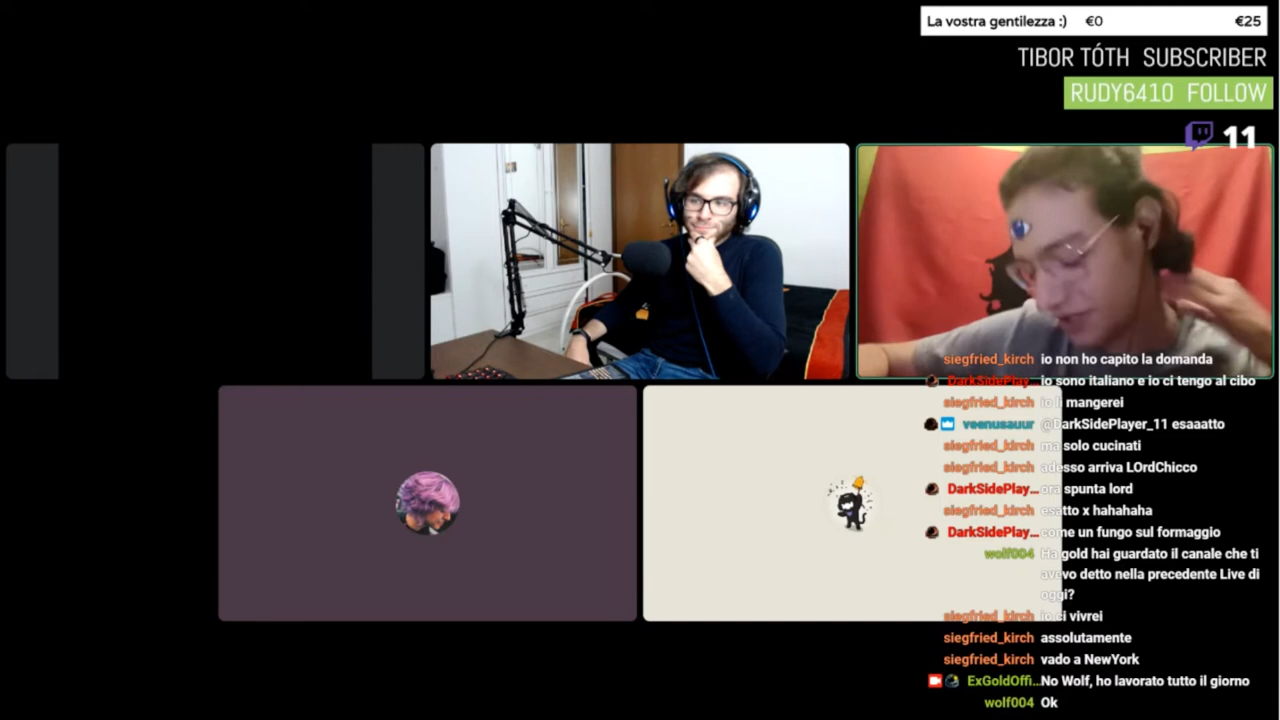 La vostra gentilezza :) €0 €25
TIBOR TÓTH SUBSCRIBER
RUDY6410 FOLLOW
11
siegfried_kirch io non ho capito la domanda
DarkSidePlay... io sono italiano e io ci tengo al cibo
siegfried_kirch io li mangerei
veenusauur @DarkSidePlayer_11 esaaatto
siegfried_kirch ma solo cucinati
siegfried_kirch adesso arriva LOrdChicco
DarkSidePlay... ora spunta lord
siegfried_kirch esatto x hahahaha
DarkSidePlay... come un fungo sul formaggio
wolf004 Ha gold hai guardato il canale che ti
avevo detto nella precedente Live di
oggi?
siegfried_kirch io ci vivrei
siegfried_kirch assolutamente
siegfried_kirch vado a NewYork
ExGoldOffi... No Wolf, ho lavorato tutto il giorno
wolf004 Ok